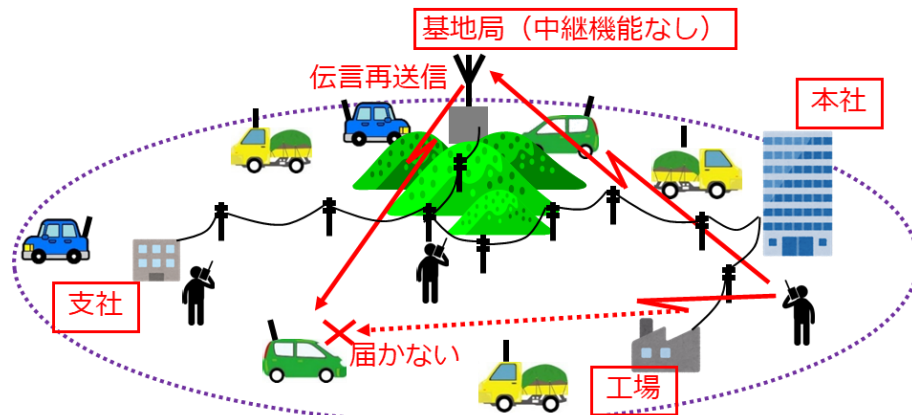 基地局（中継機能なし）
伝言再送信
本社
支社
届かない
工場